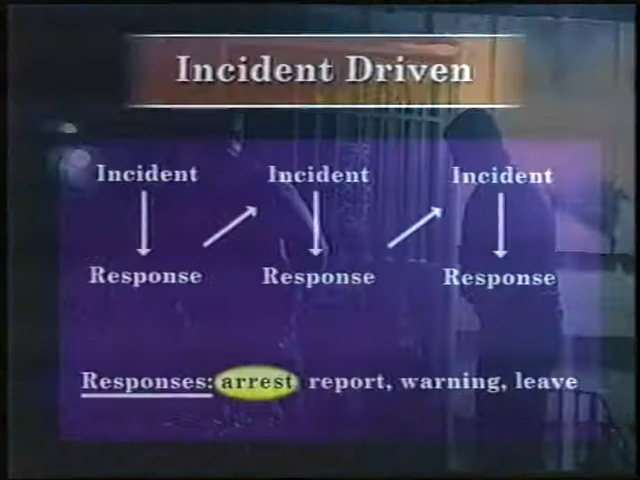 Incident Driven
Incident Incident Incident
Response Response Response
Responses: arrest report, warning, leave